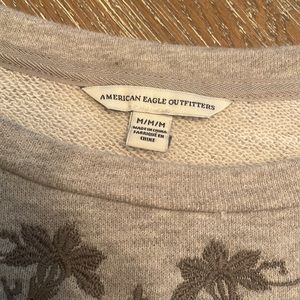 AMERICAN EAGLE OUTFITTERS
M/M/M
MADE IN CHINA
FABRIQUÉ EN
CHINE